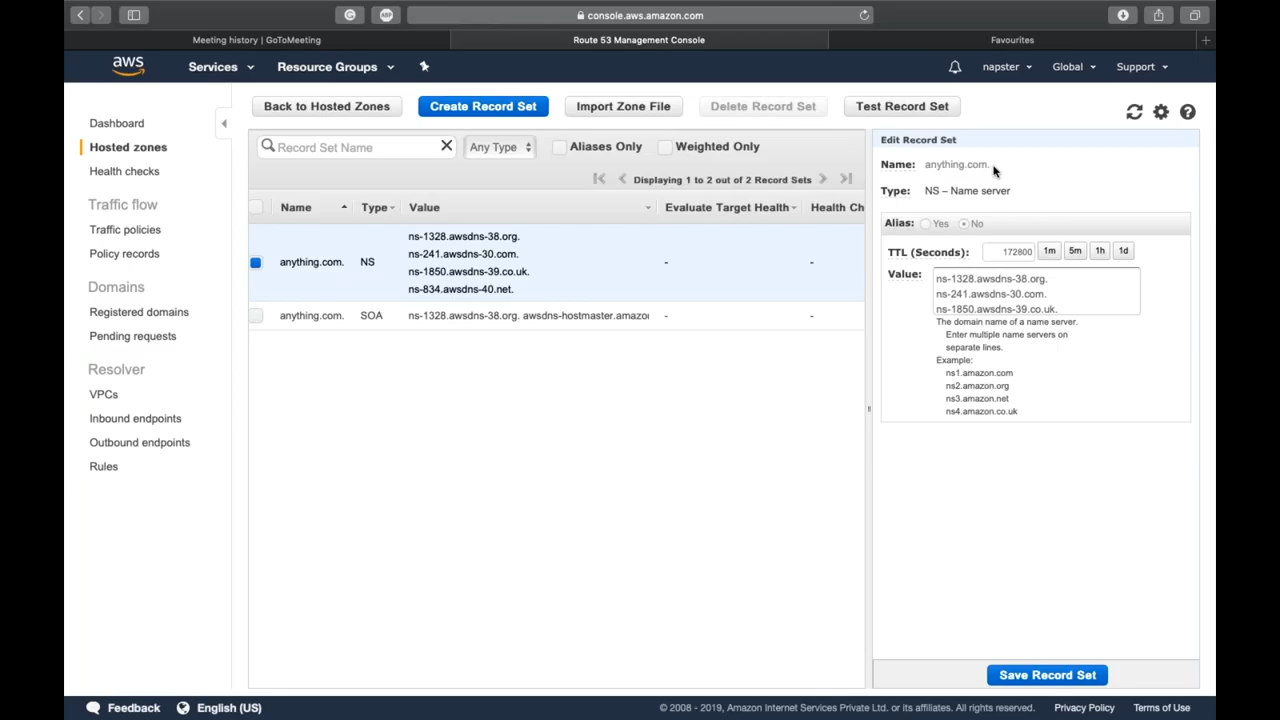 console.aws.amazon.com
Meeting history | GoToMeeting
Route 53 Management Console
Favourites
aws
Services
Resource Groups
napster
Global
Support
Back to Hosted Zones
Create Record Set
Import Zone File
Delete Record Set
Test Record Set
Dashboard
Hosted zones
Health checks
Traffic flow
Traffic policies
Policy records
Domains
Registered domains
Pending requests
Resolver
VPCs
Inbound endpoints
Outbound endpoints
Rules
Record Set Name
Any Type
Aliases Only
Weighted Only
Displaying 1 to 2 out of 2 Record Sets
Name Type Value Evaluate Target Health Health Ch
anything.com. NS
ns-1328.awsdns-38.org.
ns-241.awsdns-30.com.
ns-1850.awsdns-39.co.uk.
ns-834.awsdns-40.net.
- -
anything.com. SOA ns-1328.awsdns-38.org. awsdns-hostmaster.amazo - -
Edit Record Set
Name: anything.com.
Type: NS – Name server
Alias: Yes No
TTL (Seconds): 172800 1m 5m 1h 1d
Value:
ns-1328.awsdns-38.org.
ns-241.awsdns-30.com.
ns-1850.awsdns-39.co.uk.
The domain name of a name server.
Enter multiple name servers on
separate lines.
Example:
ns1.amazon.com
ns2.amazon.org
ns3.amazon.net
ns4.amazon.co.uk
Save Record Set
Feedback
English (US)
© 2008 - 2019, Amazon Internet Services Private Ltd. or its affiliates. All rights reserved.
Privacy Policy
Terms of Use